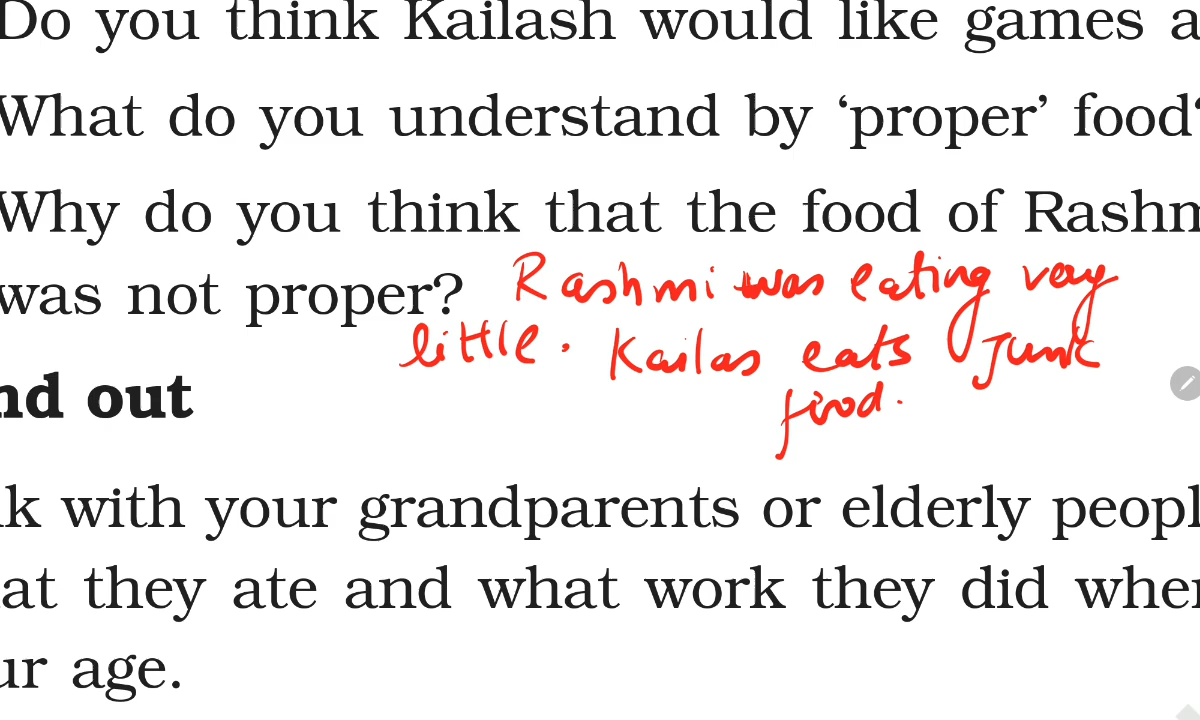 Do you think Kailash would like games a
What do you understand by ‘proper’ food?
Why do you think that the food of Rashm
was not proper? Rashmi was eating very
little. Kailas eats Junk
food.
nd out
lk with your grandparents or elderly peopl
at they ate and what work they did when
ur age.